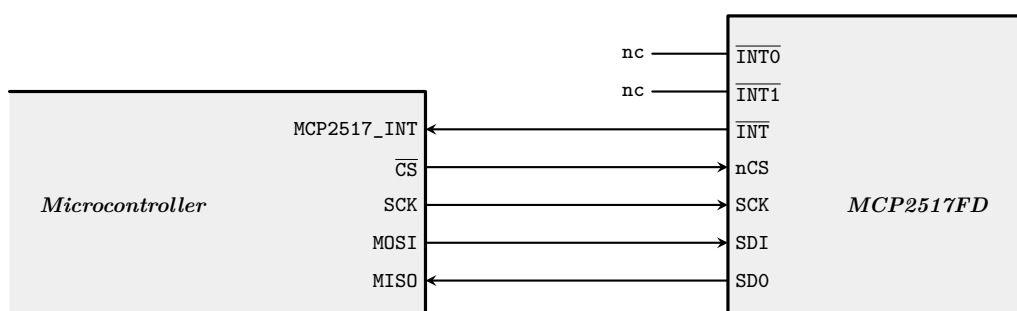 nc INT0
nc INT1
MCP2517_INT INT
CS nCS
Microcontroller SCK SCK MCP2517FD
MOSI SDI
MISO SDO